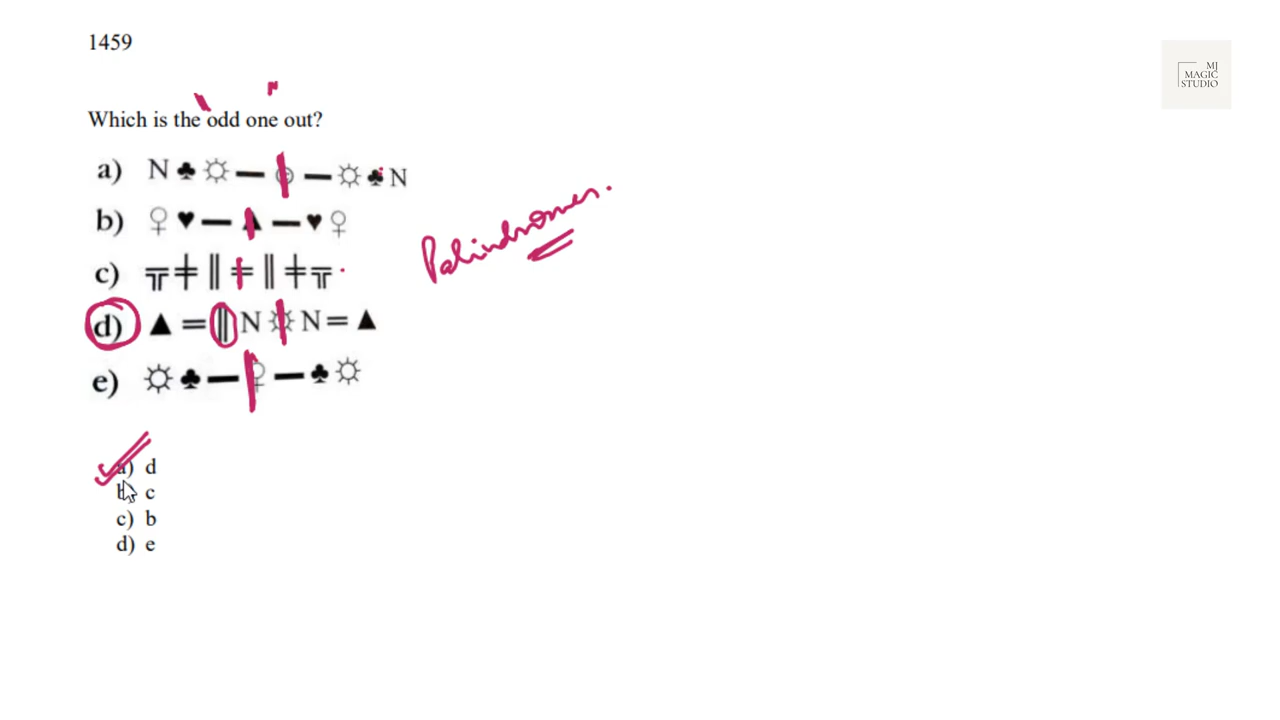 1459
MJ
MAGIC
STUDIO
Which is the odd one out?
a) N ♣ ☼ — — ☼ ♣ N
b) ♀ ♥ — ▲ — ♥ ♀
c) ╦ ╪ ║ ╪ ║ ╪ ╦
Palindromes.
d) ▲ = ║ N ☼ N = ▲
e) ☼ ♣ — ♀ — ♣ ☼
a) d
b) c
c) b
d) e